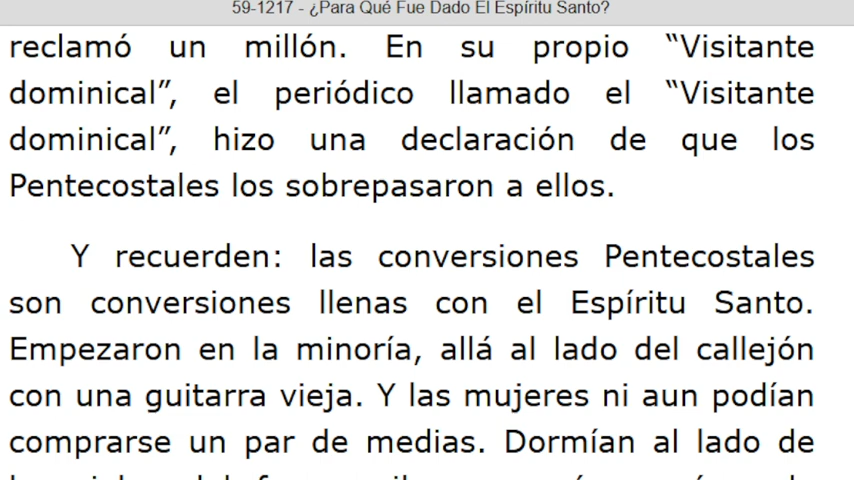 59-1217 - ¿Para Qué Fue Dado El Espíritu Santo?
reclamó un millón. En su propio “Visitante
dominical”, el periódico llamado el “Visitante
dominical”, hizo una declaración de que los
Pentecostales los sobrepasaron a ellos.
Y recuerden: las conversiones Pentecostales
son conversiones llenas con el Espíritu Santo.
Empezaron en la minoría, allá al lado del callejón
con una guitarra vieja. Y las mujeres ni aun podían
comprarse un par de medias. Dormían al lado de